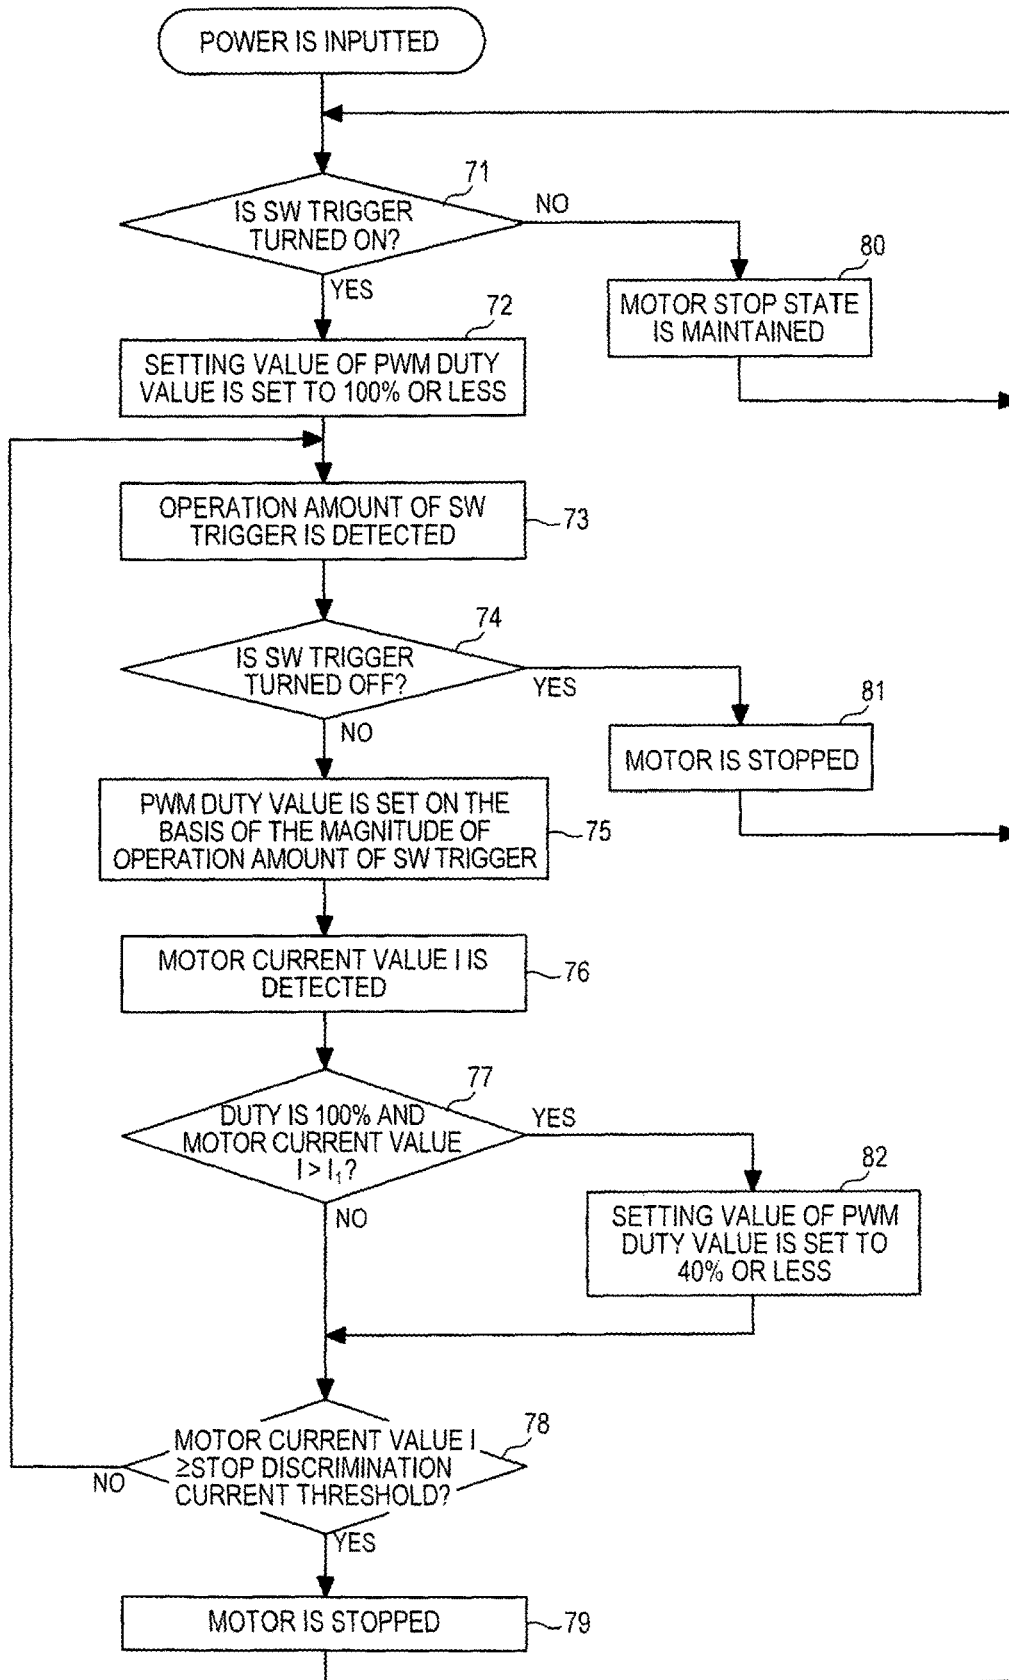 POWER IS INPUTTED
71
IS SW TRIGGER
TURNED ON?
NO
YES
80
MOTOR STOP STATE
IS MAINTAINED
72
SETTING VALUE OF PWM DUTY
VALUE IS SET TO 100% OR LESS
OPERATION AMOUNT OF SW
TRIGGER IS DETECTED
73
74
IS SW TRIGGER
TURNED OFF?
YES
NO
81
MOTOR IS STOPPED
PWM DUTY VALUE IS SET ON THE
BASIS OF THE MAGNITUDE OF
OPERATION AMOUNT OF SW TRIGGER
75
MOTOR CURRENT VALUE I IS
DETECTED
76
77
DUTY IS 100% AND
MOTOR CURRENT VALUE
I > I₁?
YES
NO
82
SETTING VALUE OF PWM
DUTY VALUE IS SET TO
40% OR LESS
78
MOTOR CURRENT VALUE I
≥STOP DISCRIMINATION
CURRENT THRESHOLD?
NO
YES
MOTOR IS STOPPED
79